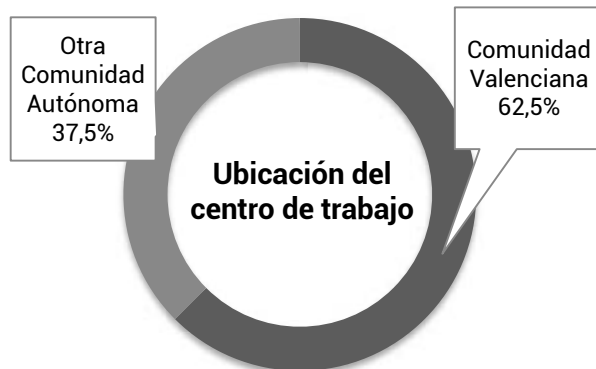 Otra
Comunidad
Autónoma
37,5%
Comunidad
Valenciana
62,5%
Ubicación del
centro de trabajo